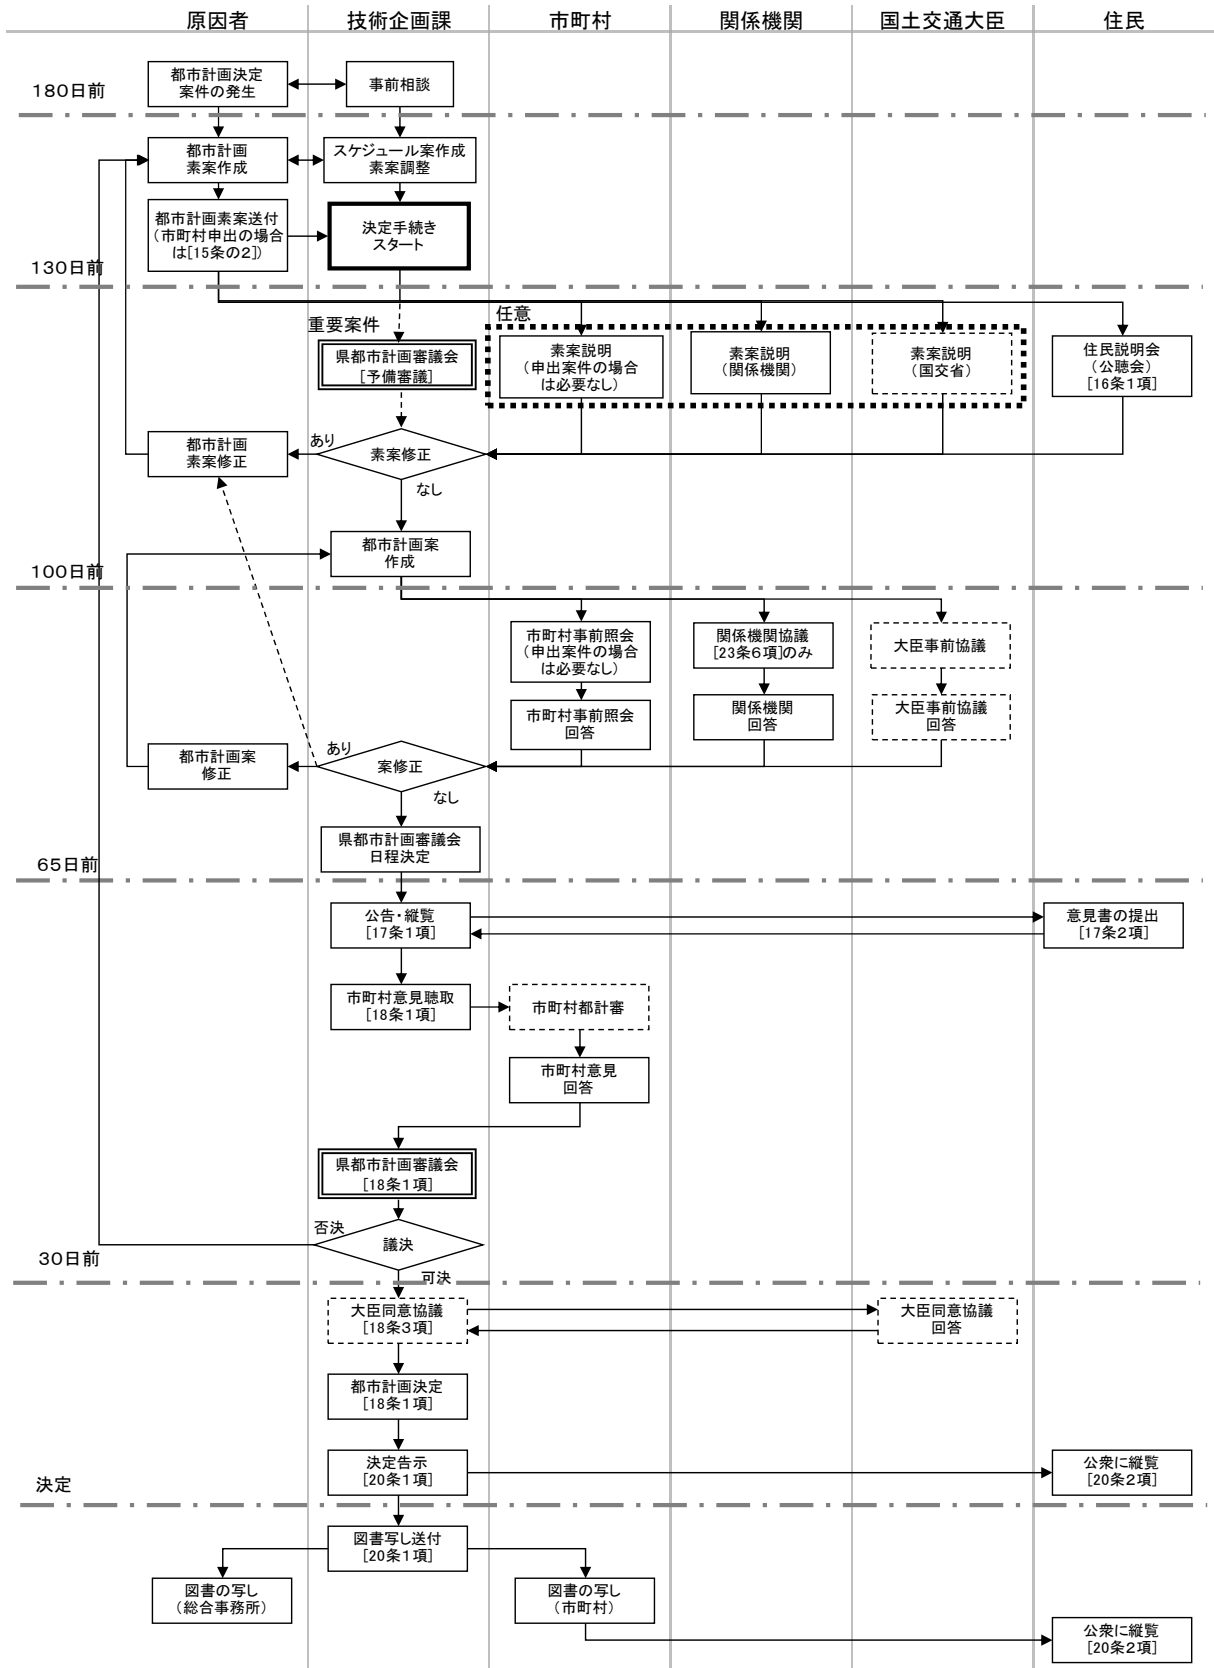 原因者
技術企画課
市町村
関係機関
国土交通大臣
住民
都市計画決定
案件の発生
事前相談
180日前
都市計画
素案作成
スケジュール案作成
素案調整
都市計画素案送付
（市町村申出の場合
は[15条の2]）
決定手続き
スタート
130日前
重要案件
任意
県都市計画審議会
[予備審議]
素案説明
（申出案件の場合
は必要なし）
素案説明
（関係機関）
素案説明
（国交省）
住民説明会
（公聴会）
[16条１項]
都市計画
素案修正
あり
素案修正
なし
都市計画案
作成
100日前
市町村事前照会
（申出案件の場合
は必要なし）
関係機関協議
[23条６項]のみ
大臣事前協議
市町村事前照会
回答
関係機関
回答
大臣事前協議
回答
都市計画案
修正
あり
案修正
なし
県都市計画審議会
日程決定
65日前
公告・縦覧
[17条１項]
意見書の提出
[17条２項]
市町村意見聴取
[18条１項]
市町村都計審
市町村意見
回答
県都市計画審議会
[18条１項]
否決
議決
30日前
可決
大臣同意協議
[18条３項]
大臣同意協議
回答
都市計画決定
[18条１項]
決定告示
[20条１項]
公衆に縦覧
[20条２項]
決定
図書写し送付
[20条１項]
図書の写し
（総合事務所）
図書の写し
（市町村）
公衆に縦覧
[20条２項]